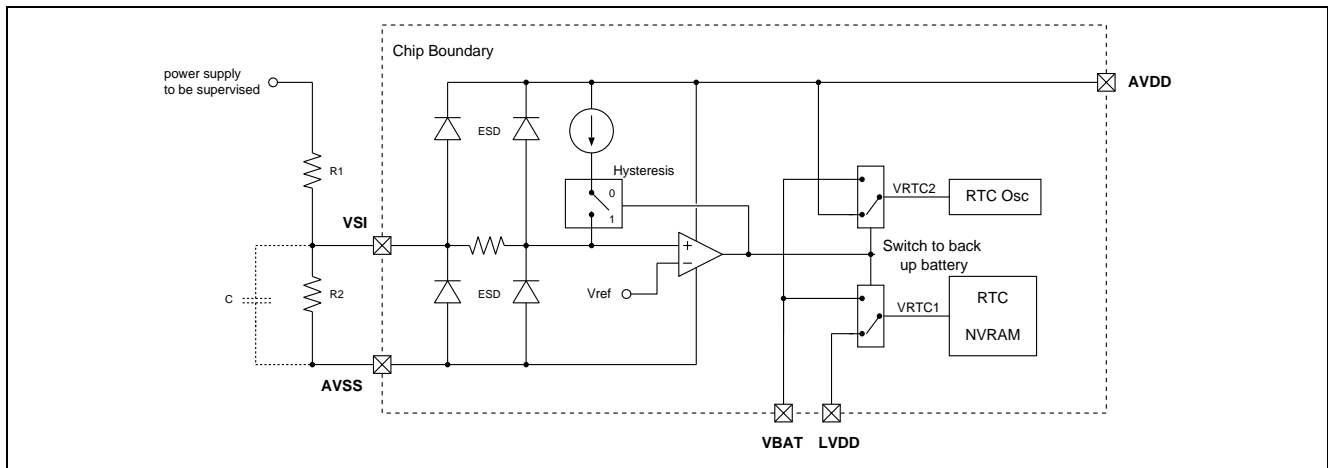 Chip Boundary
power supply
to be supervised
AVDD
ESD
Hysteresis
0
1
R1
VRTC2
RTC Osc
VSI
+
−
Switch to back
up battery
C
R2
ESD
Vref
VRTC1
RTC
NVRAM
AVSS
VBAT
LVDD